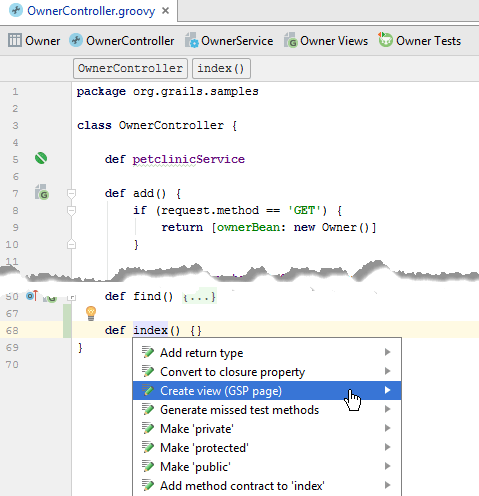 OwnerController.groovy ×
Owner OwnerController OwnerService Owner Views Owner Tests
OwnerController index()
1 package org.grails.samples
2
3 class OwnerController {
4
5 def petclinicService
6
7 def add() {
8 if (request.method == 'GET') {
9 return [ownerBean: new Owner()]
10 }
50 def find() {...}
67
68 def index() {}
69 }
70
Add return type
Convert to closure property
Create view (GSP page)
Generate missed test methods
Make 'private'
Make 'protected'
Make 'public'
Add method contract to 'index'